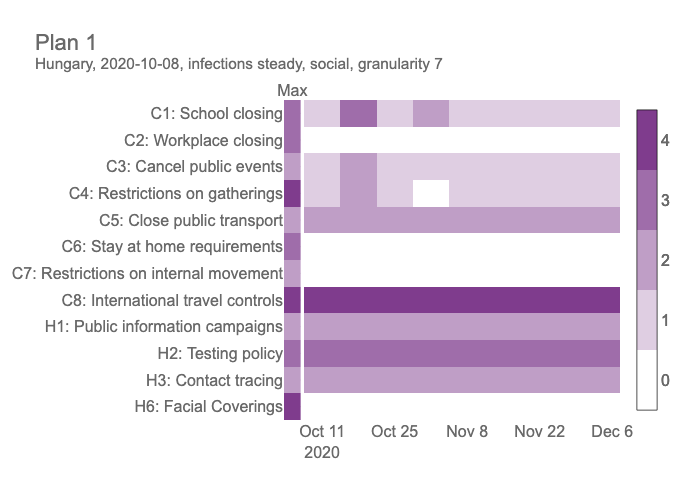 Plan 1
Hungary, 2020-10-08, infections steady, social, granularity 7
Max
C1: School closing
C2: Workplace closing
C3: Cancel public events
C4: Restrictions on gatherings
C5: Close public transport
C6: Stay at home requirements
C7: Restrictions on internal movement
C8: International travel controls
H1: Public information campaigns
H2: Testing policy
H3: Contact tracing
H6: Facial Coverings
4
3
2
1
0
Oct 11 Oct 25 Nov 8 Nov 22 Dec 6
2020